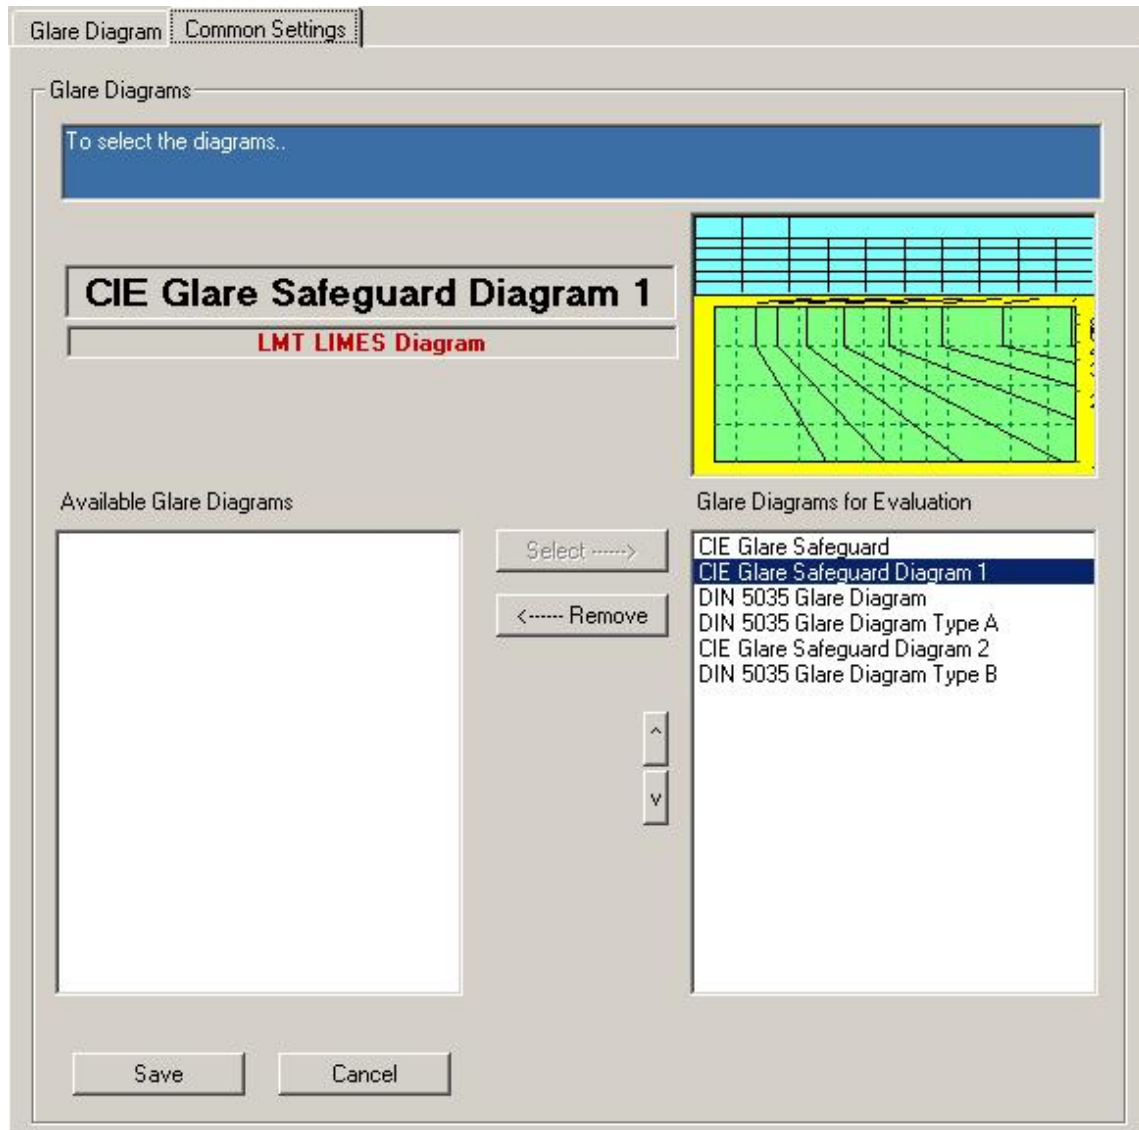 Glare Diagram Common Settings
Glare Diagrams
To select the diagrams..
CIE Glare Safeguard Diagram 1
LMT LIMES Diagram
Available Glare Diagrams
Glare Diagrams for Evaluation
Select ------>
<------ Remove
^
v
CIE Glare Safeguard
CIE Glare Safeguard Diagram 1
DIN 5035 Glare Diagram
DIN 5035 Glare Diagram Type A
CIE Glare Safeguard Diagram 2
DIN 5035 Glare Diagram Type B
Save
Cancel